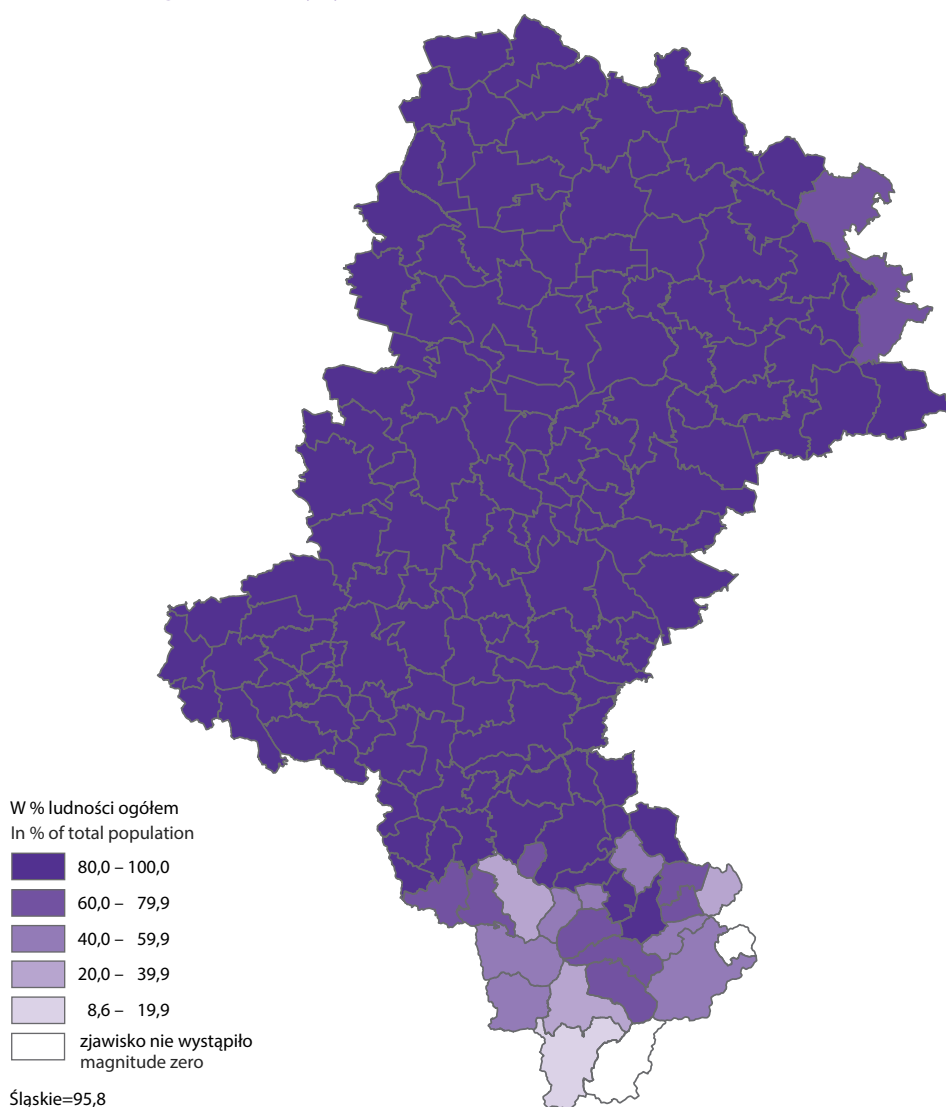 W % ludności ogółem
In % of total population
80,0 – 100,0
60,0 – 79,9
40,0 – 59,9
20,0 – 39,9
8,6 – 19,9
zjawisko nie wystąpiło
magnitude zero
Śląskie=95,8